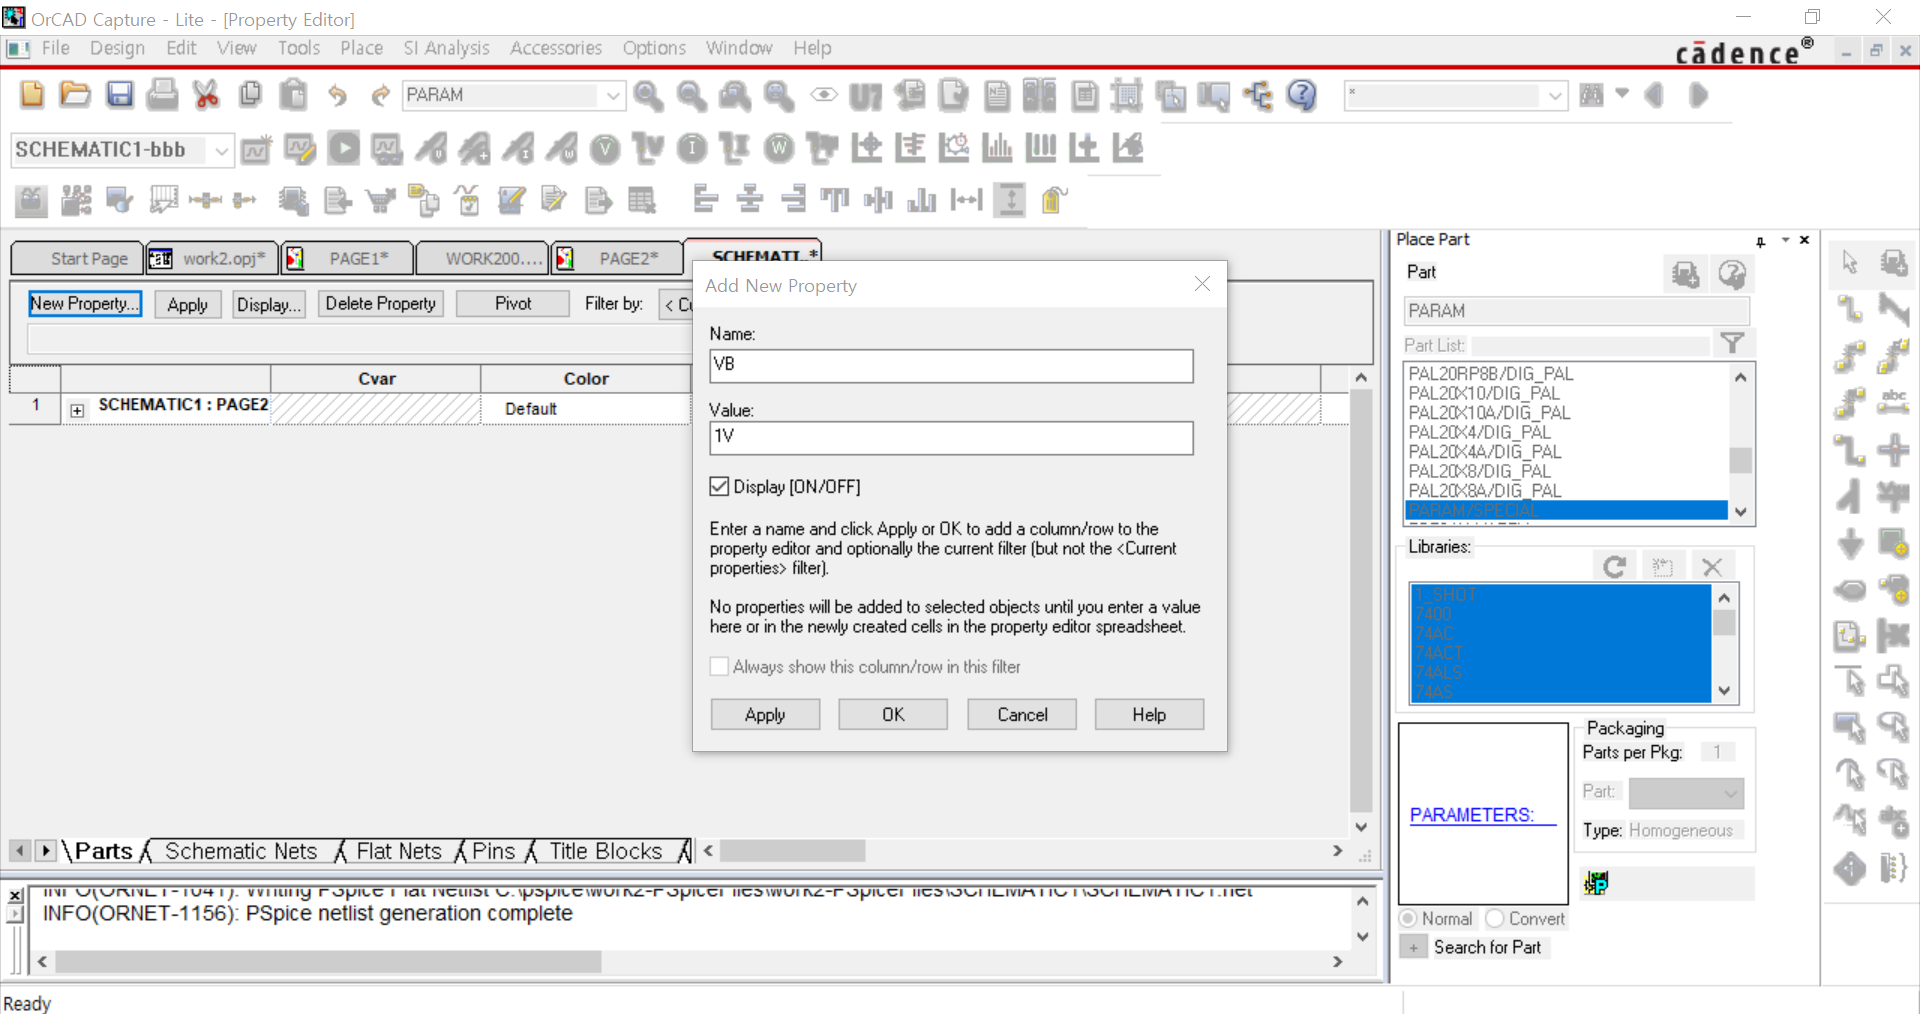 OrCAD Capture - Lite - [Property Editor]
File Design Edit View Tools Place SI Analysis Accessories Options Window Help
cādence®
PARAM
*
SCHEMATIC1-bbb
Start Page
work2.opj*
PAGE1*
WORK200....
PAGE2*
SCHEMATI..*
New Property...
Apply
Display...
Delete Property
Pivot
Filter by:
< Cu
Cvar
Color
1
SCHEMATIC1 : PAGE2
Default
Add New Property
Name:
VB
Value:
1V
Display [ON/OFF]
Enter a name and click Apply or OK to add a column/row to the
property editor and optionally the current filter (but not the <Current
properties> filter).
No properties will be added to selected objects until you enter a value
here or in the newly created cells in the property editor spreadsheet.
Always show this column/row in this filter
Apply
OK
Cancel
Help
Parts
Schematic Nets
Flat Nets
Pins
Title Blocks
INFO(ORNET-1041): Writing PSpice Flat Netlist C:\pspice\work2-PSpiceFiles\work2-PSpiceFiles\SCHEMATIC1\SCHEMATIC1.net
INFO(ORNET-1156): PSpice netlist generation complete
Ready
Place Part
Part
PARAM
Part List:
PAL20RP8B/DIG_PAL
PAL20X10/DIG_PAL
PAL20X10A/DIG_PAL
PAL20X4/DIG_PAL
PAL20X4A/DIG_PAL
PAL20X8/DIG_PAL
PAL20X8A/DIG_PAL
PARAM/SPECIAL
Libraries:
1_SHOT
7400
74AC
74ACT
74ALS
74AS
PARAMETERS:
Packaging
Parts per Pkg: 1
Part:
Type: Homogeneous
Normal
Convert
Search for Part